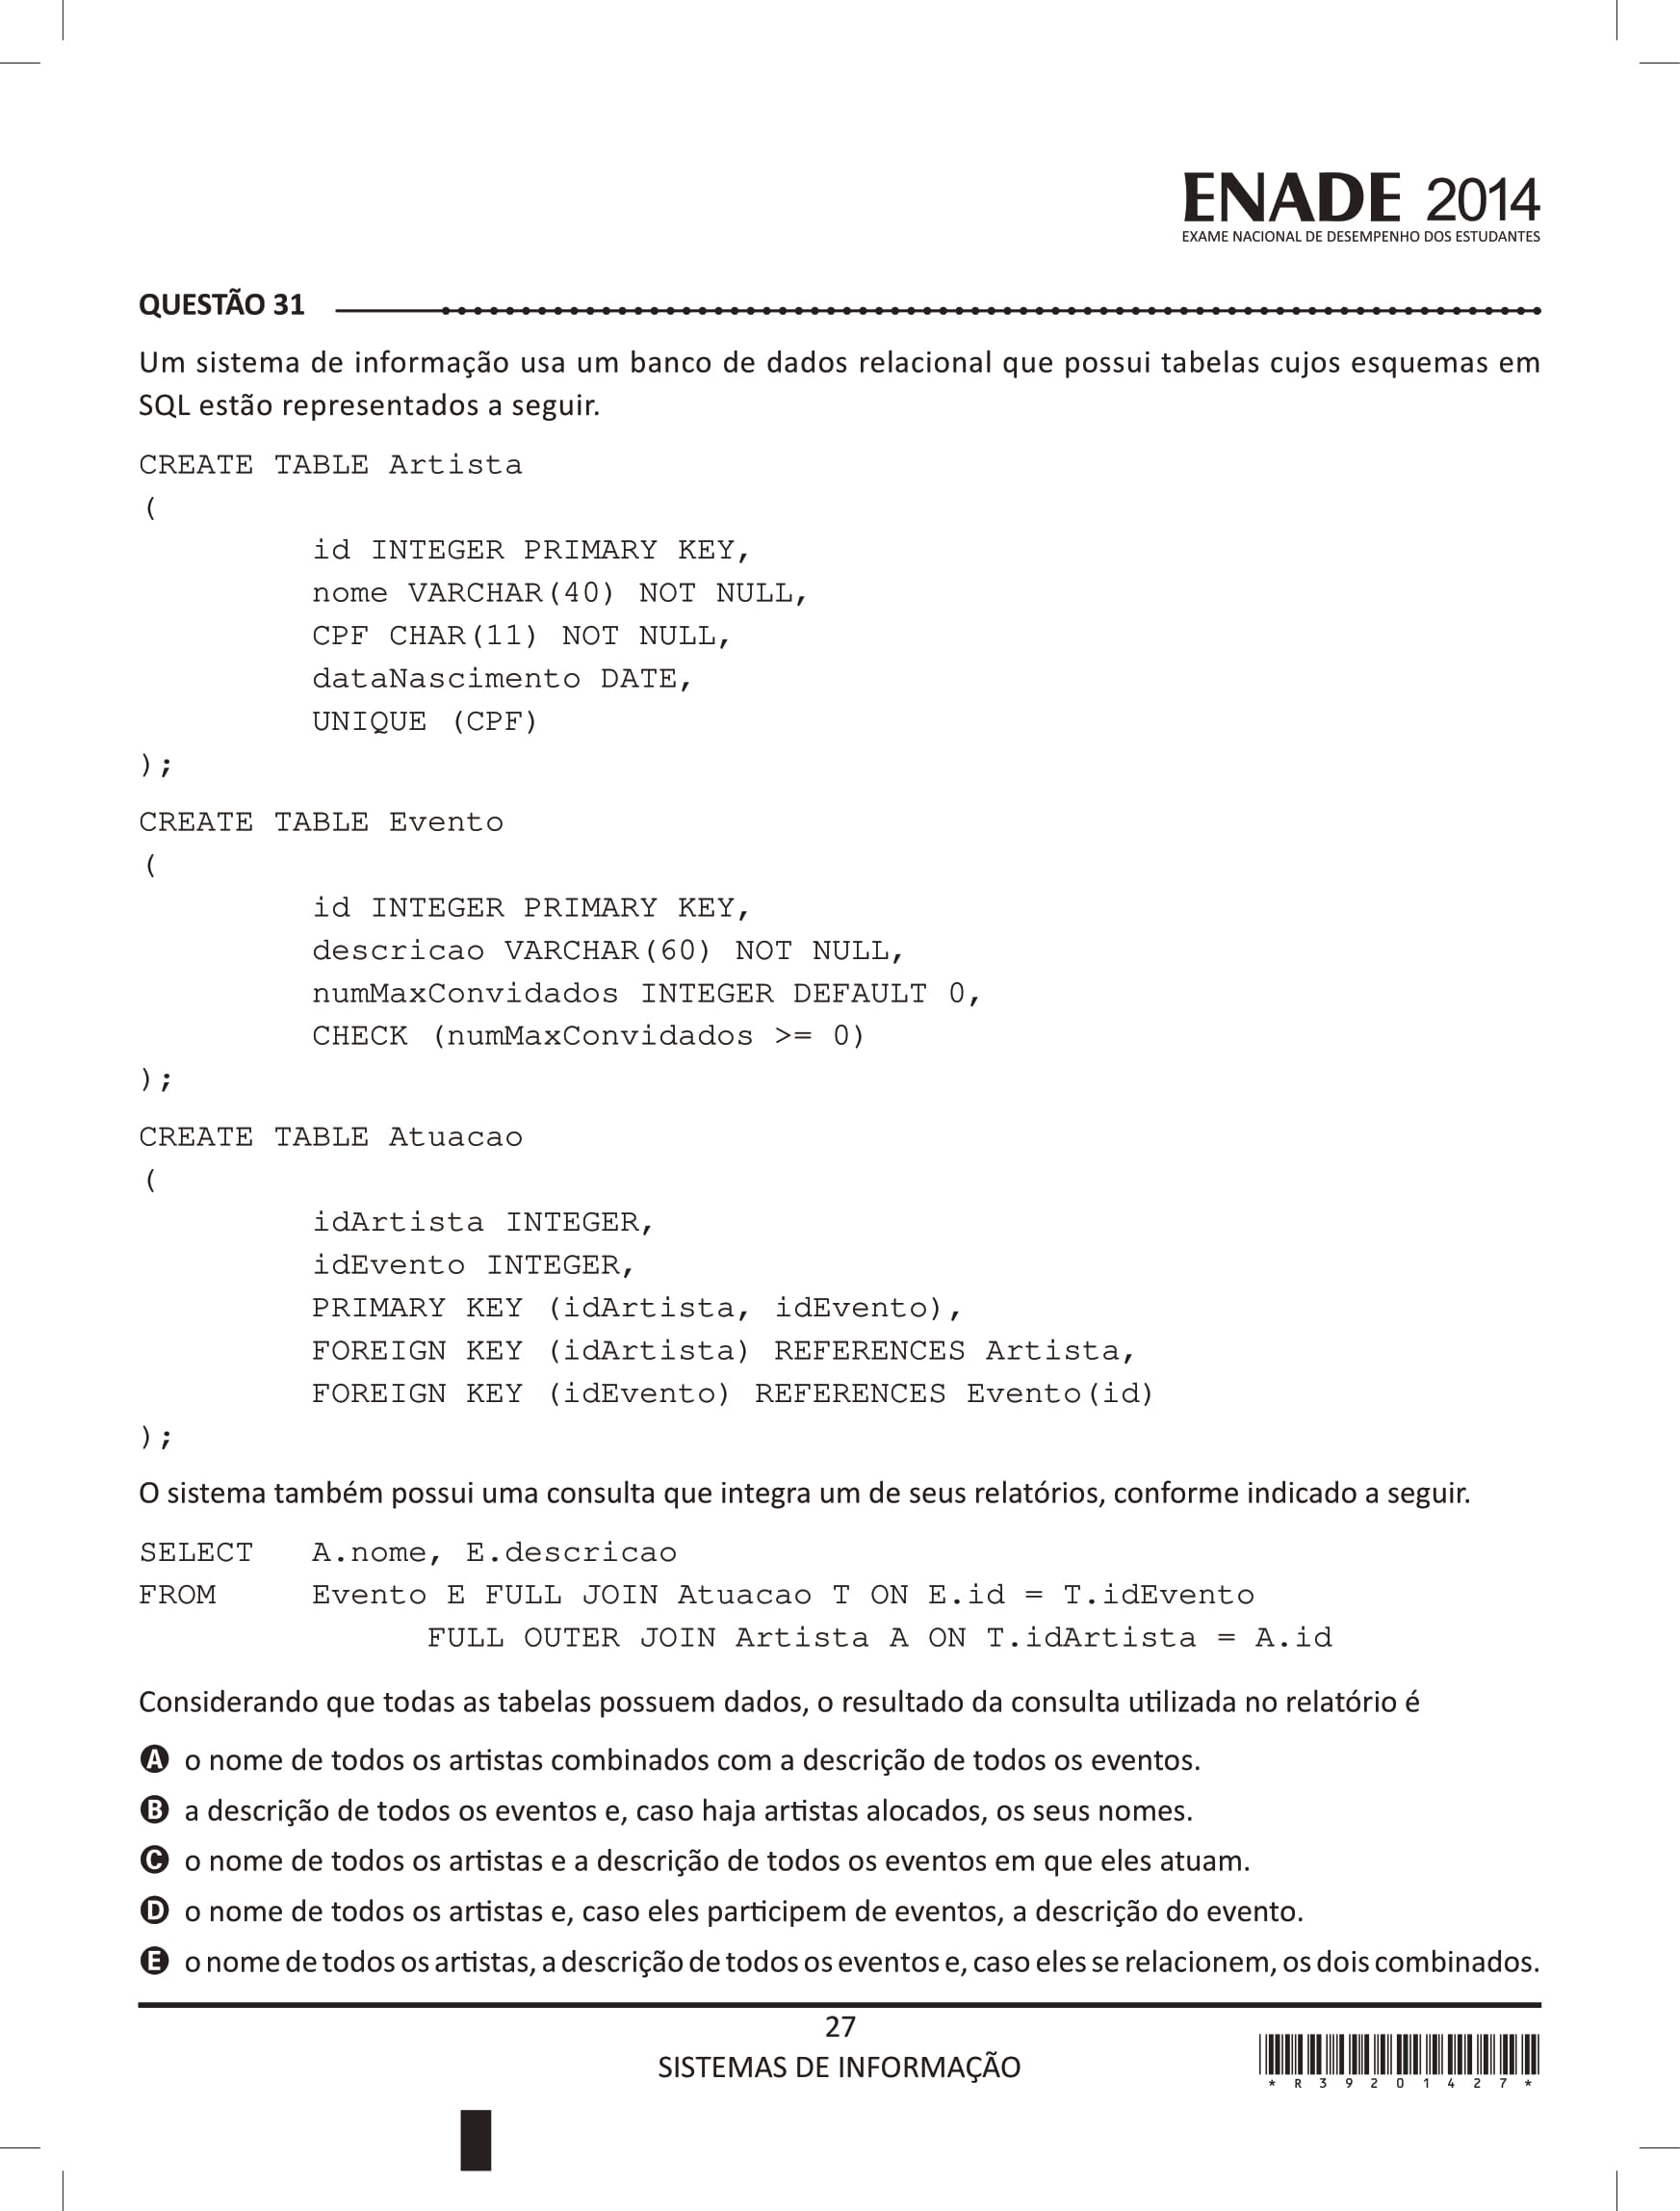 ENADE 2014
EXAME NACIONAL DE DESEMPENHO DOS ESTUDANTES
QUESTÃO 31
Um sistema de informação usa um banco de dados relacional que possui tabelas cujos esquemas em
SQL estão representados a seguir.
CREATE TABLE Artista
(
id INTEGER PRIMARY KEY,
nome VARCHAR(40) NOT NULL,
CPF CHAR(11) NOT NULL,
dataNascimento DATE,
UNIQUE (CPF)
);
CREATE TABLE Evento
(
id INTEGER PRIMARY KEY,
descricao VARCHAR(60) NOT NULL,
numMaxConvidados INTEGER DEFAULT 0,
CHECK (numMaxConvidados >= 0)
);
CREATE TABLE Atuacao
(
idArtista INTEGER,
idEvento INTEGER,
PRIMARY KEY (idArtista, idEvento),
FOREIGN KEY (idArtista) REFERENCES Artista,
FOREIGN KEY (idEvento) REFERENCES Evento(id)
);
O sistema também possui uma consulta que integra um de seus relatórios, conforme indicado a seguir.
SELECT A.nome, E.descricao
FROM Evento E FULL JOIN Atuacao T ON E.id = T.idEvento
FULL OUTER JOIN Artista A ON T.idArtista = A.id
Considerando que todas as tabelas possuem dados, o resultado da consulta utilizada no relatório é
A o nome de todos os artistas combinados com a descrição de todos os eventos.
B a descrição de todos os eventos e, caso haja artistas alocados, os seus nomes.
C o nome de todos os artistas e a descrição de todos os eventos em que eles atuam.
D o nome de todos os artistas e, caso eles participem de eventos, a descrição do evento.
E o nome de todos os artistas, a descrição de todos os eventos e, caso eles se relacionem, os dois combinados.
27
SISTEMAS DE INFORMAÇÃO
*R39201427*